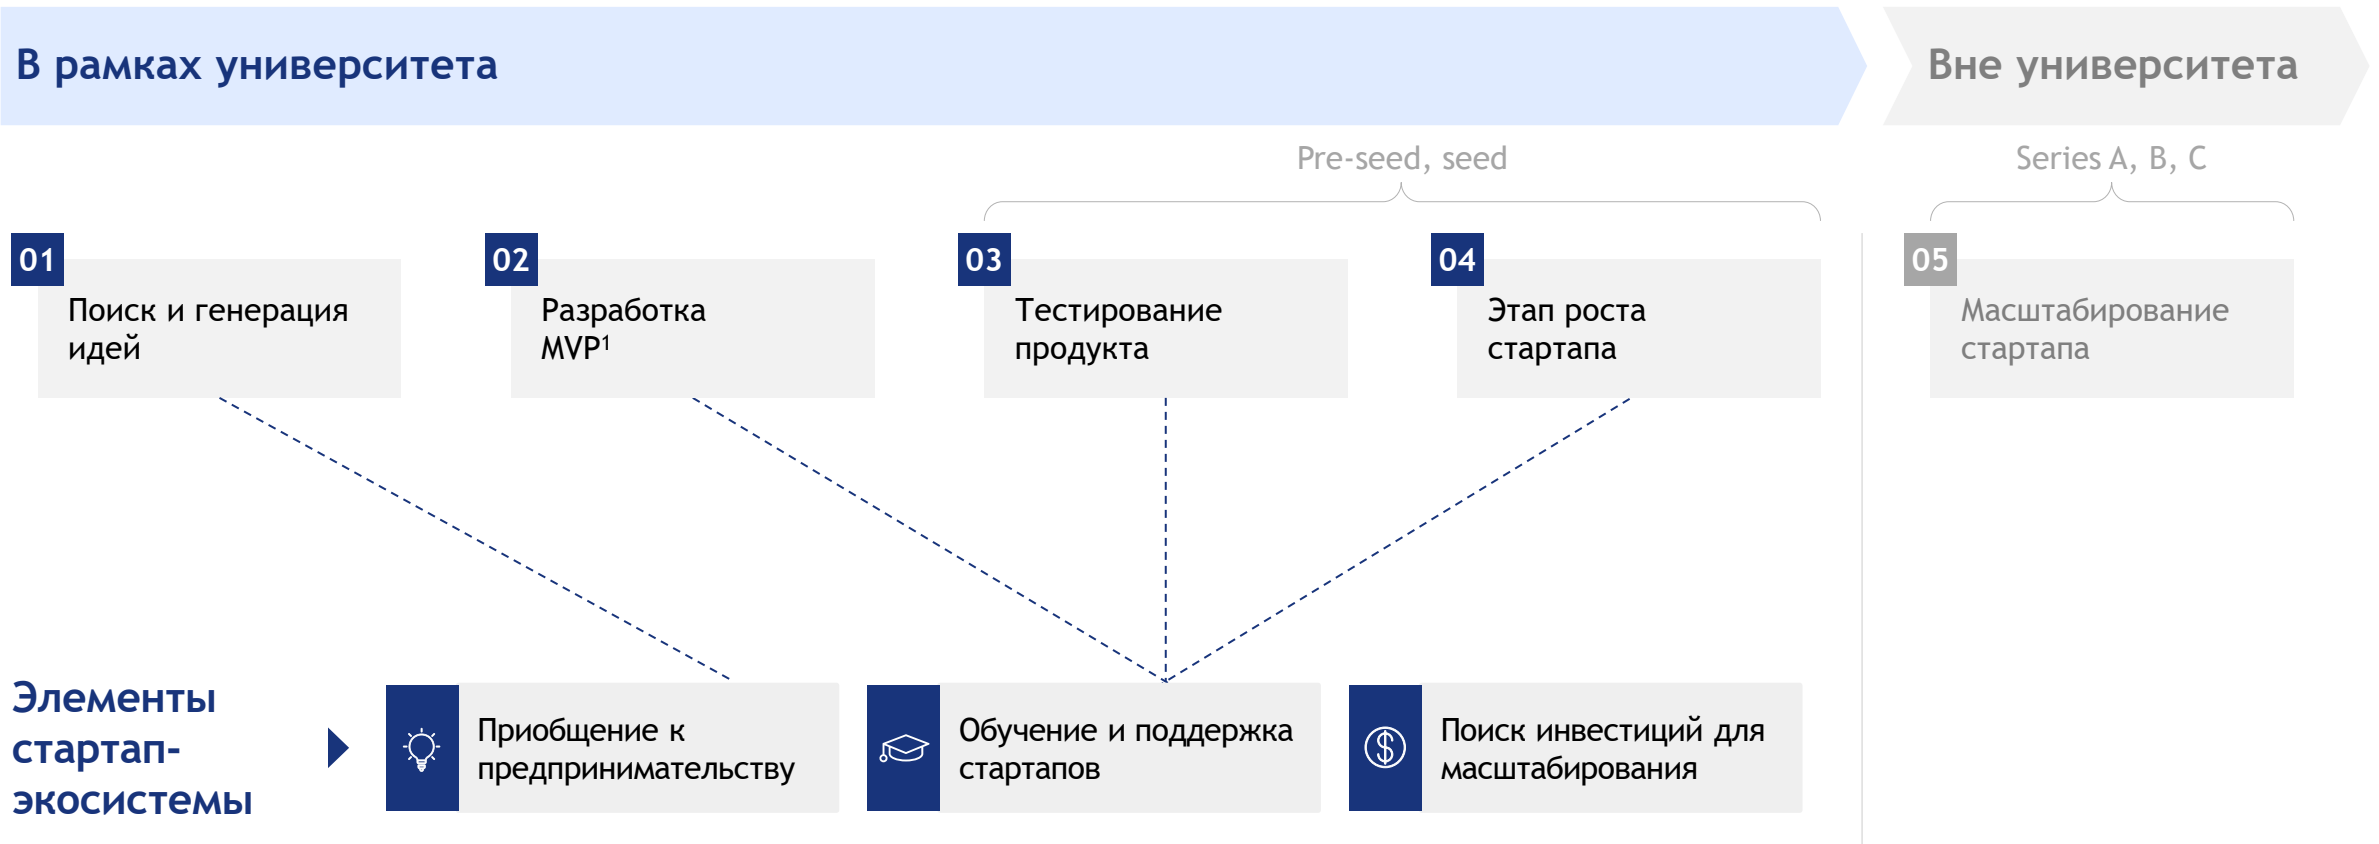 В рамках университета
Вне университета
Pre-seed, seed
Series A, B, C
01
Поиск и генерация
идей
02
Разработка
MVP¹
03
Тестирование
продукта
04
Этап роста
стартапа
05
Масштабирование
стартапа
Элементы
стартап-
экосистемы
Приобщение к
предпринимательству
Обучение и поддержка
стартапов
Поиск инвестиций для
масштабирования